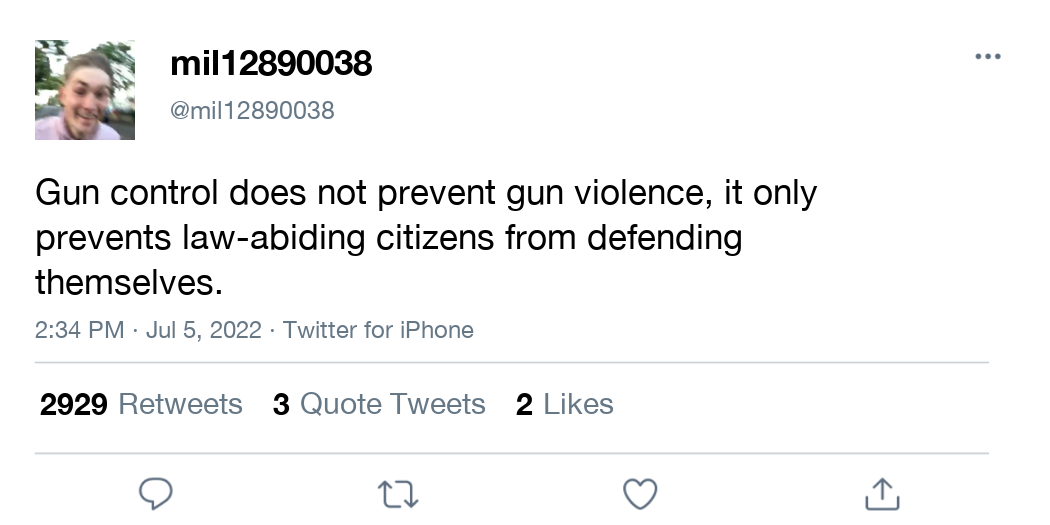 mil12890038
@mil12890038
Gun control does not prevent gun violence, it only
prevents law-abiding citizens from defending
themselves.
2:34 PM · Jul 5, 2022 · Twitter for iPhone
2929 Retweets 3 Quote Tweets 2 Likes